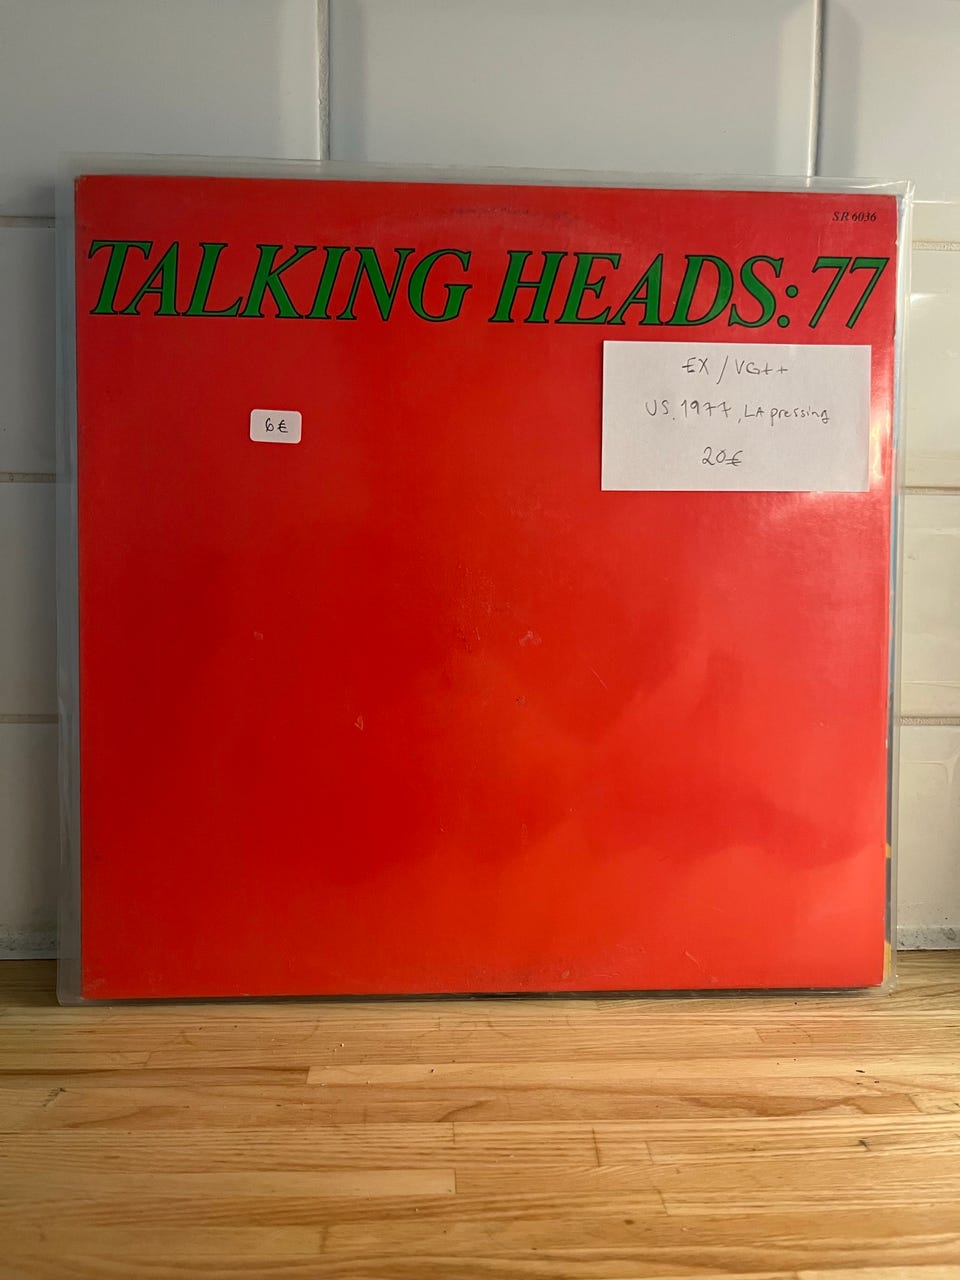 SR 6036
TALKING HEADS: 77
EX / VG++
US, 1977, LA pressing
20€
6€